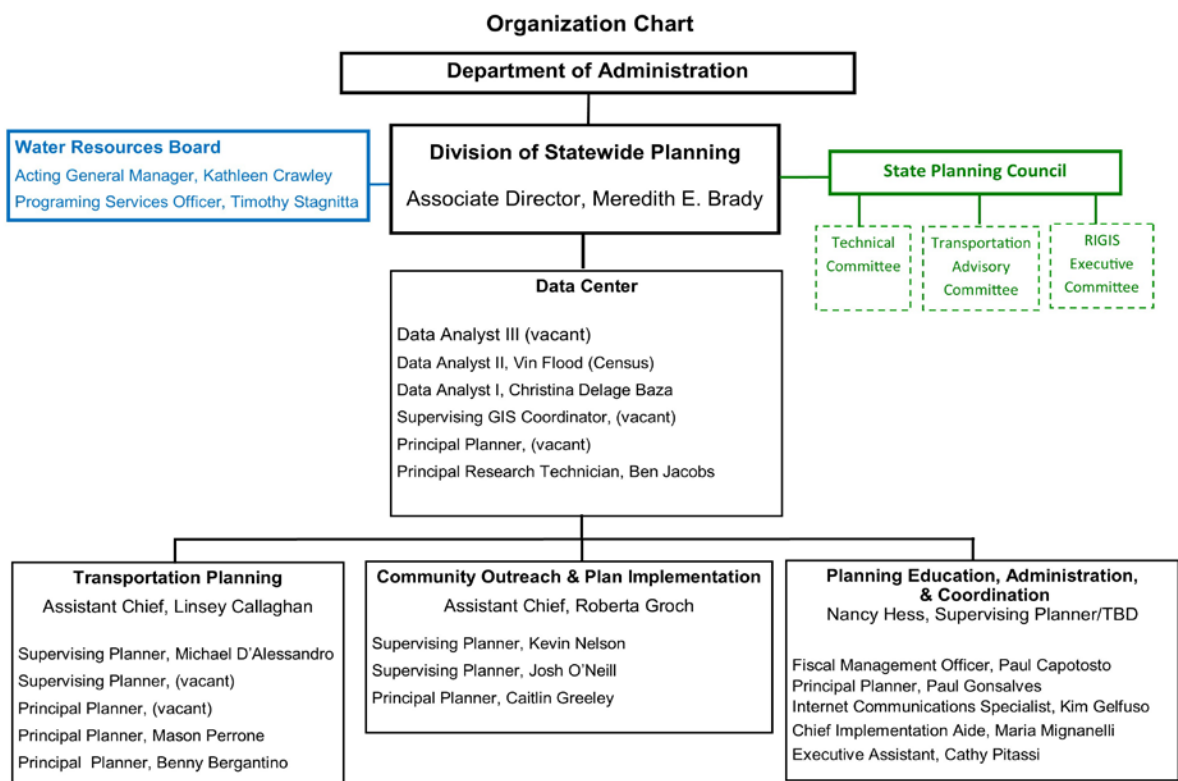 Organization Chart
Department of Administration
Water Resources Board
Acting General Manager, Kathleen Crawley
Programing Services Officer, Timothy Stagnitta
Division of Statewide Planning
Associate Director, Meredith E. Brady
State Planning Council
Technical
Committee
Transportation
Advisory
Committee
RIGIS
Executive
Committee
Data Center
Data Analyst III (vacant)
Data Analyst II, Vin Flood (Census)
Data Analyst I, Christina Delage Baza
Supervising GIS Coordinator, (vacant)
Principal Planner, (vacant)
Principal Research Technician, Ben Jacobs
Transportation Planning
Assistant Chief, Linsey Callaghan
Supervising Planner, Michael D’Alessandro
Supervising Planner, (vacant)
Principal Planner, (vacant)
Principal Planner, Mason Perrone
Principal  Planner, Benny Bergantino
Community Outreach & Plan Implementation
Assistant Chief, Roberta Groch
Supervising Planner, Kevin Nelson
Supervising Planner, Josh O’Neill
Principal Planner, Caitlin Greeley
Planning Education, Administration,
& Coordination
Nancy Hess, Supervising Planner/TBD
Fiscal Management Officer, Paul Capotosto
Principal Planner, Paul Gonsalves
Internet Communications Specialist, Kim Gelfuso
Chief Implementation Aide, Maria Mignanelli
Executive Assistant, Cathy Pitassi